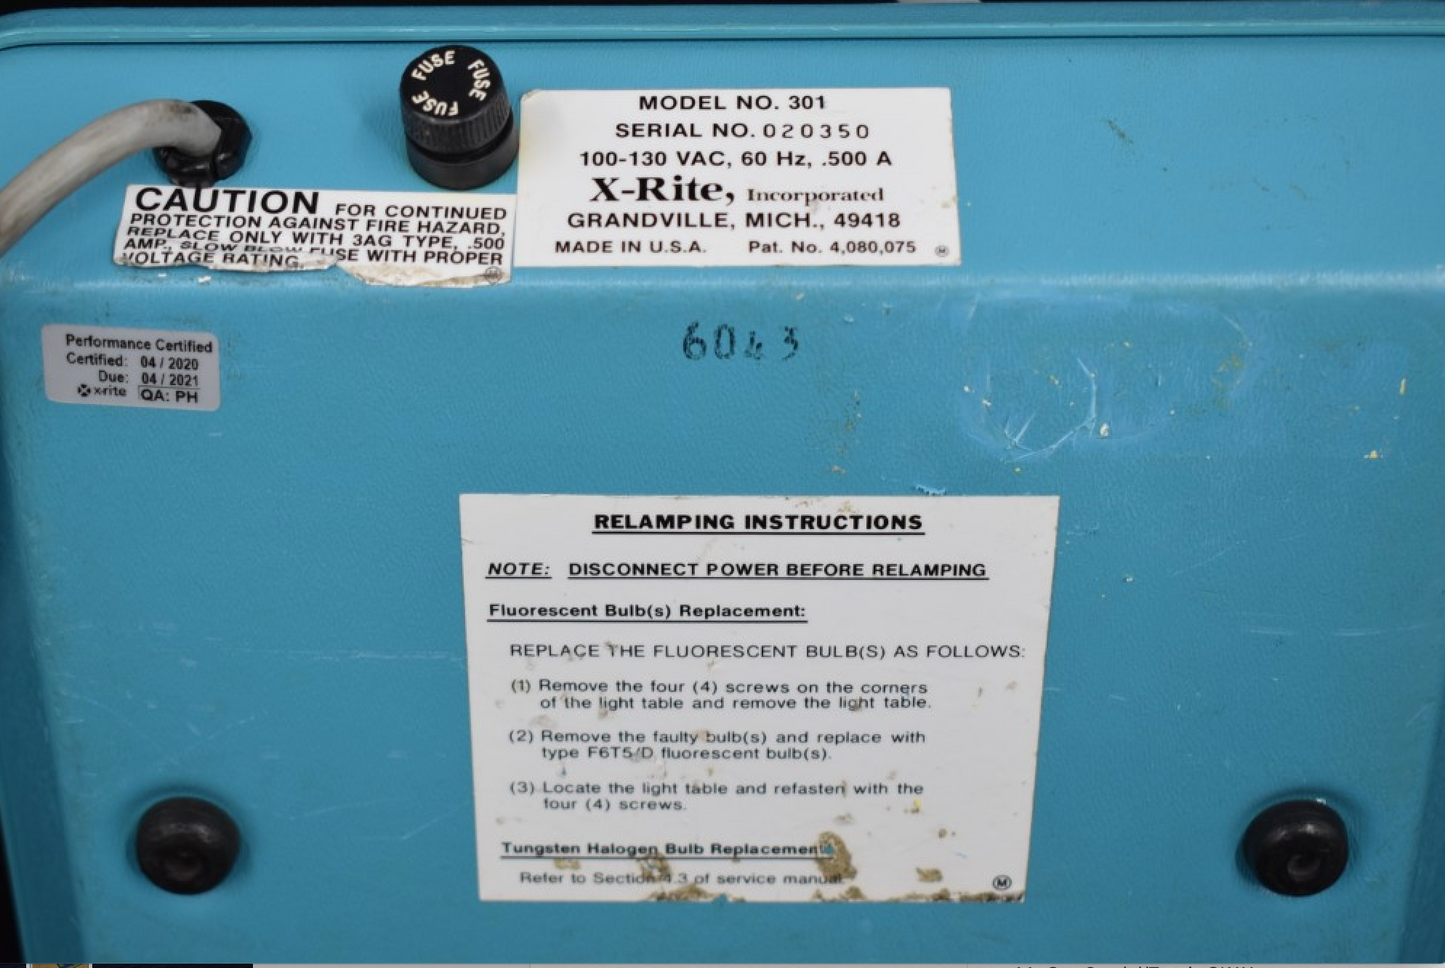 FUSE FUSE FUSE
MODEL NO. 301
SERIAL NO. 020350
100-130 VAC, 60 Hz, .500 A
X-Rite, Incorporated
GRANDVILLE, MICH., 49418
MADE IN U.S.A. Pat. No. 4,080,075
M
CAUTION FOR CONTINUED
PROTECTION AGAINST FIRE HAZARD,
REPLACE ONLY WITH 3AG TYPE, .500
AMP., SLOW BLOW FUSE WITH PROPER
VOLTAGE RATING.
Performance Certified
Certified: 04 / 2020
Due: 04 / 2021
x-rite QA: PH
RELAMPING INSTRUCTIONS
NOTE: DISCONNECT POWER BEFORE RELAMPING
Fluorescent Bulb(s) Replacement:
REPLACE THE FLUORESCENT BULB(S) AS FOLLOWS:
(1) Remove the four (4) screws on the corners
of the light table and remove the light table.
(2) Remove the faulty bulb(s) and replace with
type F6T5/D fluorescent bulb(s).
(3) Locate the light table and refasten with the
four (4) screws.
Tungsten Halogen Bulb Replacement:
Refer to Section 4.3 of service manual.
M